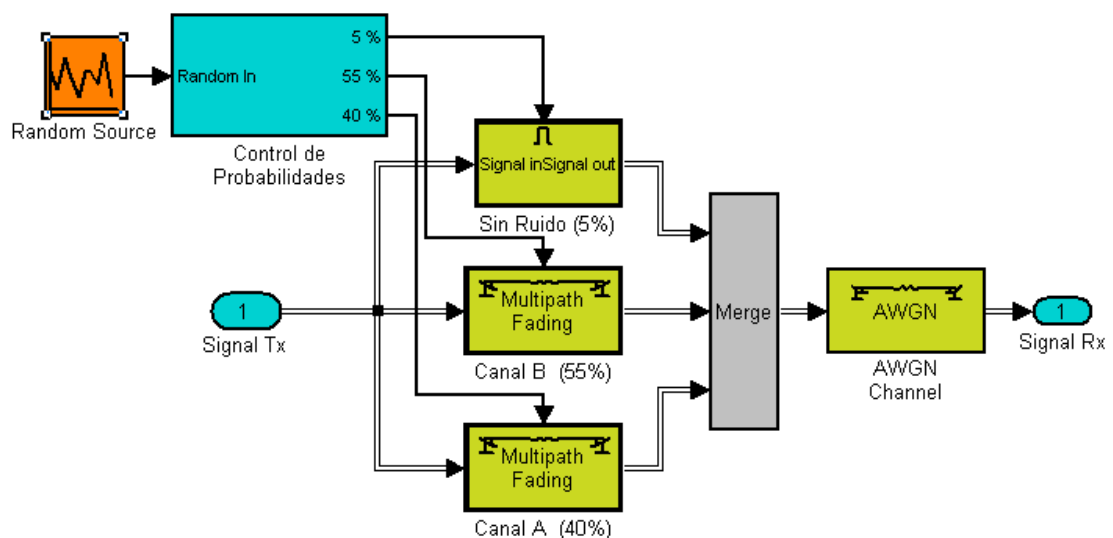 5 %
Random In
55 %
40 %
Random Source
Control de
Probabilidades
Signal inSignal out
Sin Ruido (5%)
1
Signal Tx
Multipath
Fading
Canal B (55%)
Merge
AWGN
AWGN
Channel
1
Signal Rx
Multipath
Fading
Canal A (40%)